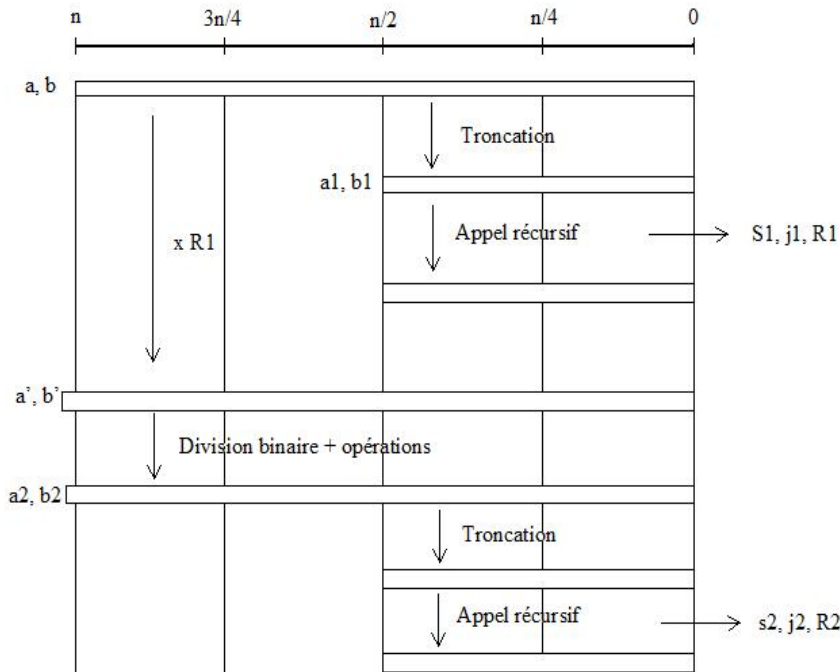 n 3n/4 n/2 n/4 0
a, b
Troncation
a1, b1
Appel récursif
S1, j1, R1
x R1
a’, b’
Division binaire + opérations
a2, b2
Troncation
Appel récursif
s2, j2, R2